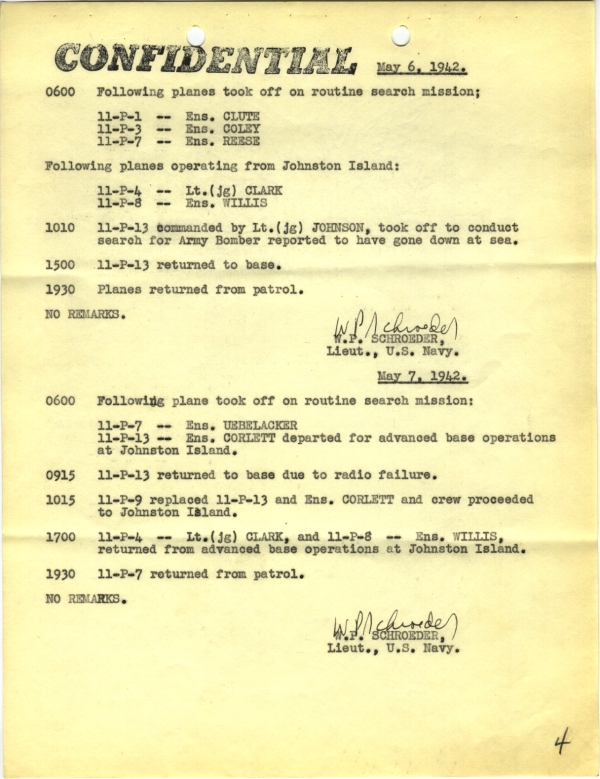 CONFIDENTIAL
May 6, 1942.
0600 Following planes took off on routine search mission;
11-P-1 -- Ens. CLUTE
11-P-3 -- Ens. COLEY
11-P-7 -- Ens. REESE
Following planes operating from Johnston Island:
11-P-4 -- Lt.(jg) CLARK
11-P-8 -- Ens. WILLIS
1010 11-P-13 commanded by Lt.(jg) JOHNSON, took off to conduct
search for Army Bomber reported to have gone down at sea.
1500 11-P-13 returned to base.
1930 Planes returned from patrol.
NO REMARKS.
W.P. Schroeder
W.P. SCHROEDER,
Lieut., U.S. Navy.
May 7, 1942.
0600 Following plane took off on routine search mission:
11-P-7 -- Ens. UEBELACKER
11-P-13 -- Ens. CORLETT departed for advanced base operations
at Johnston Island.
0915 11-P-13 returned to base due to radio failure.
1015 11-P-9 replaced 11-P-13 and Ens. CORLETT and crew proceeded
to Johnston Island.
1700 11-P-4 -- Lt.(jg) CLARK, and 11-P-8 -- Ens. WILLIS,
returned from advanced base operations at Johnston Island.
1930 11-P-7 returned from patrol.
NO REMARKS.
W.P. Schroeder
W.P. SCHROEDER,
Lieut., U.S. Navy.
4